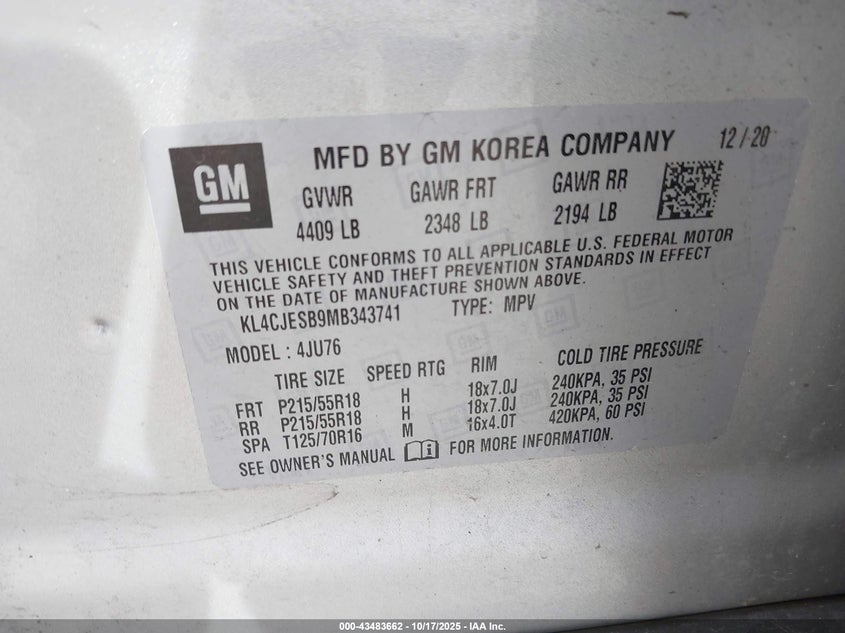 GM
MFD BY GM KOREA COMPANY 12/20
GVWR GAWR FRT GAWR RR
4409 LB 2348 LB 2194 LB
THIS VEHICLE CONFORMS TO ALL APPLICABLE U.S. FEDERAL MOTOR
VEHICLE SAFETY AND THEFT PREVENTION STANDARDS IN EFFECT
ON THE DATE OF MANUFACTURE SHOWN ABOVE.
KL4CJESB9MB343741 TYPE: MPV
MODEL : 4JU76
TIRE SIZE SPEED RTG RIM COLD TIRE PRESSURE
FRT P215/55R18 H 18x7.0J 240KPA, 35 PSI
RR P215/55R18 H 18x7.0J 240KPA, 35 PSI
SPA T125/70R16 M 16x4.0T 420KPA, 60 PSI
SEE OWNER'S MANUAL FOR MORE INFORMATION.
000-43483662 - 10/17/2025 - IAA Inc.